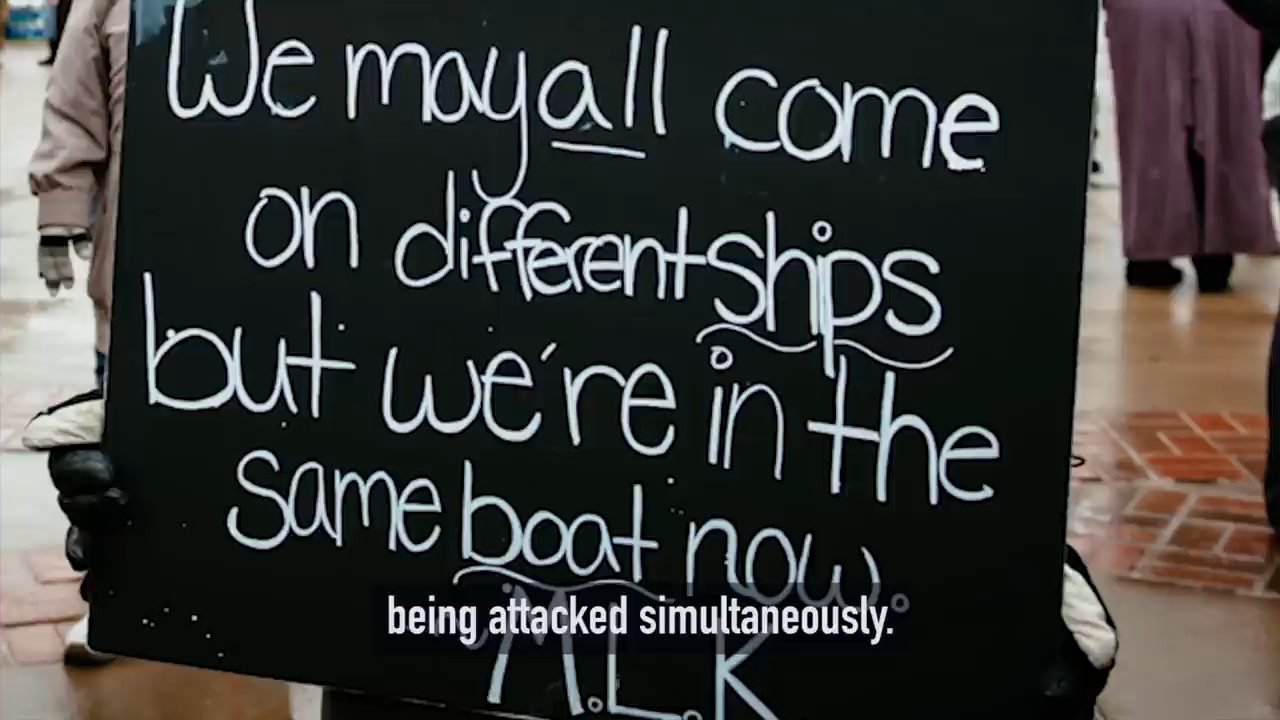 We may all come
on different ships
but we're in the
same boat now.
being attacked simultaneously.
M.L.K